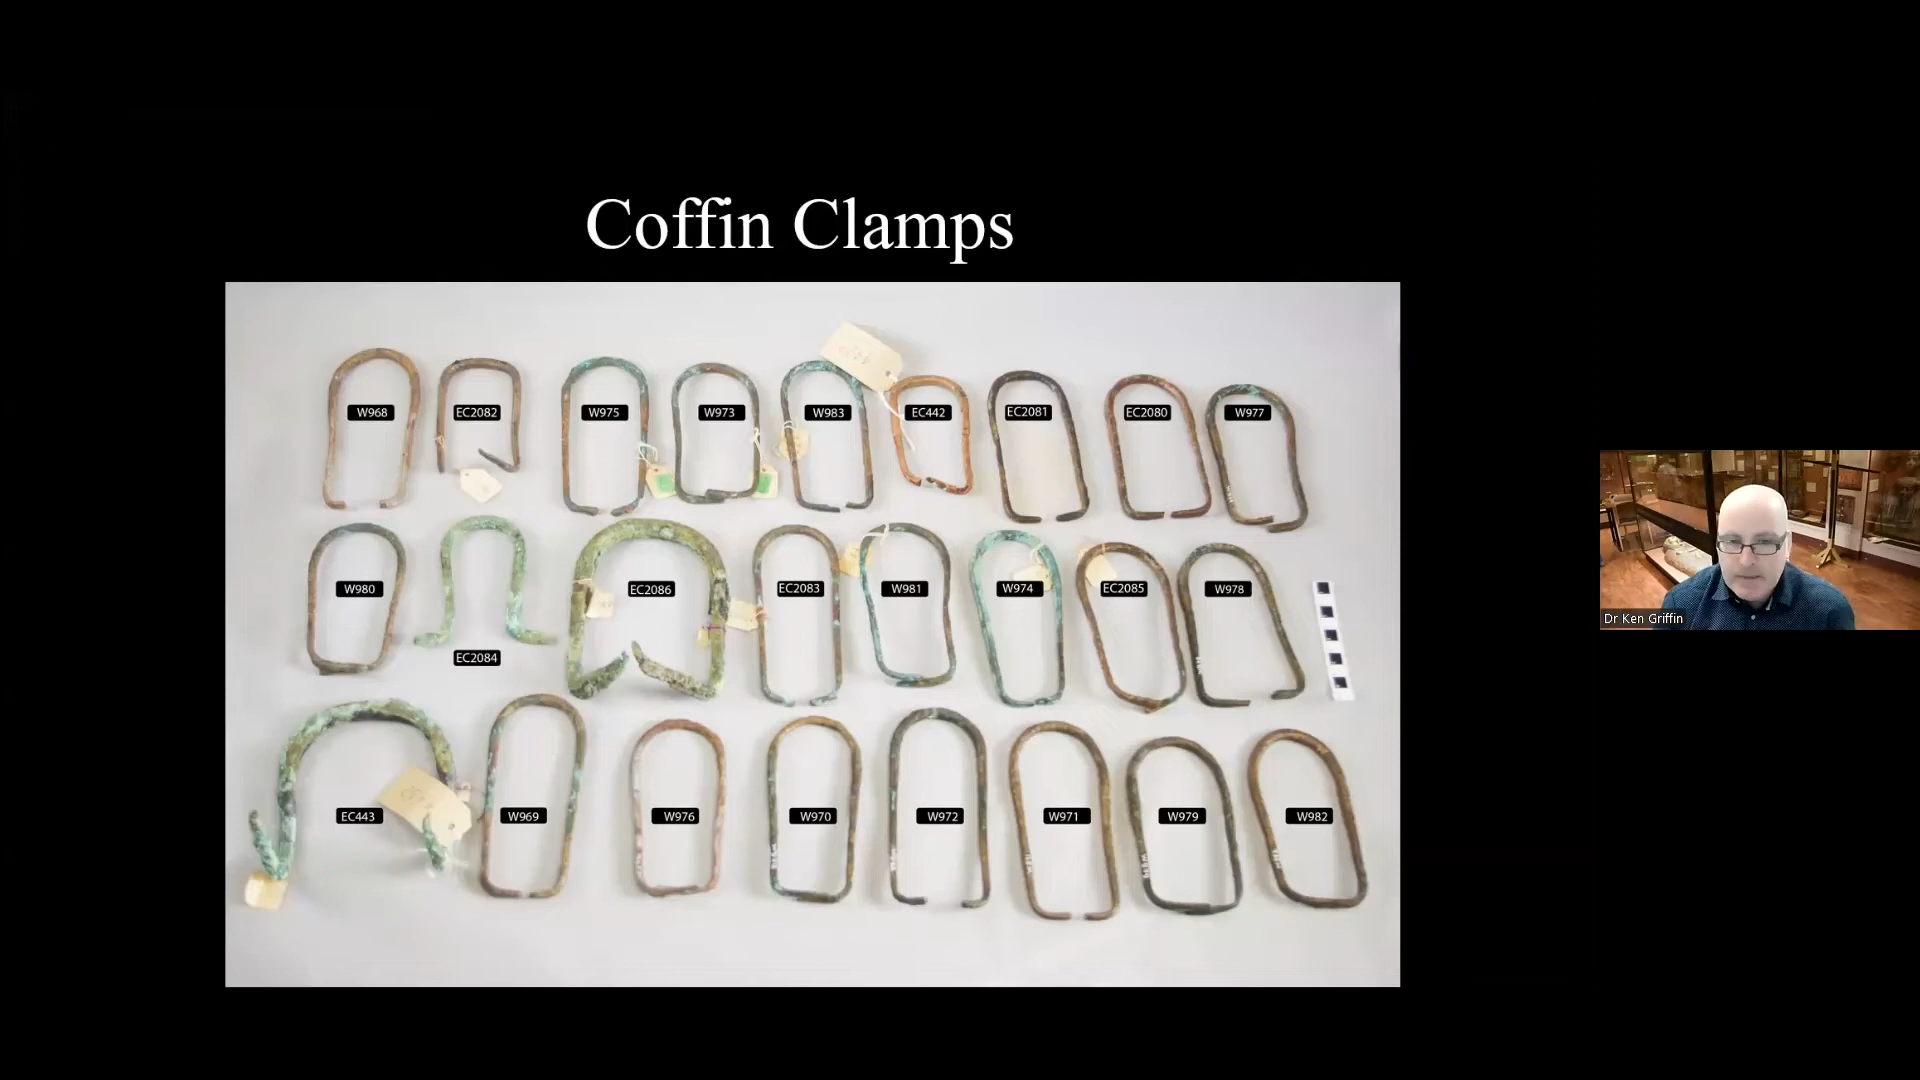 Coffin Clamps
W968
EC2082
W975
W973
W983
EC442
EC2081
EC2080
W977
W980
EC2084
EC2086
EC2083
W981
W974
EC2085
W978
EC443
W969
W976
W970
W972
W971
W979
W982
Dr Ken Griffin